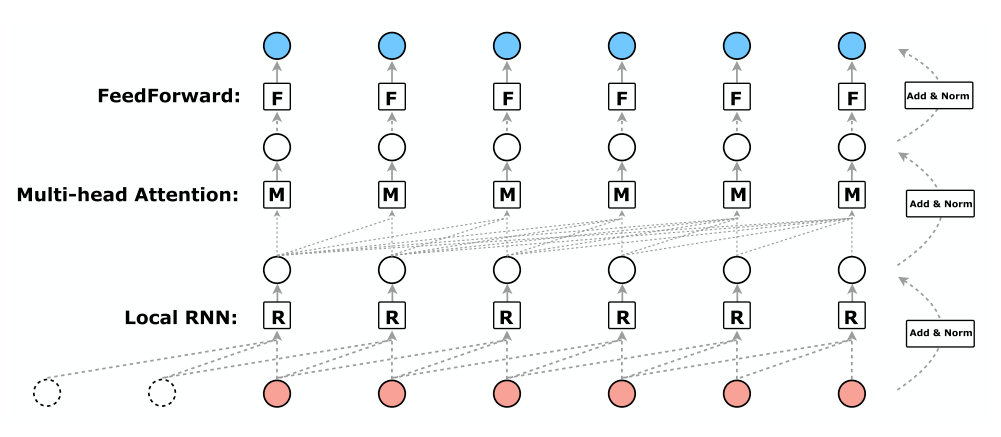 FeedForward: F F F F F F Add & Norm
Multi-head Attention: M M M M M M Add & Norm
Local RNN: R R R R R R Add & Norm